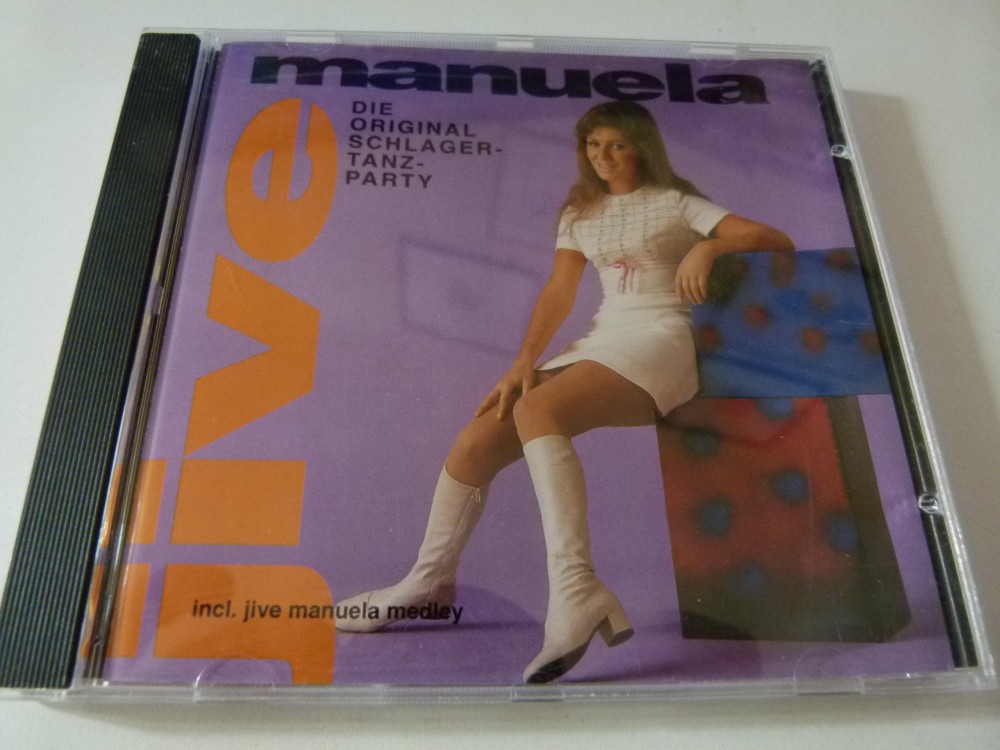 manuela
jive
DIE
ORIGINAL
SCHLAGER-
TANZ-
PARTY
incl. jive manuela medley